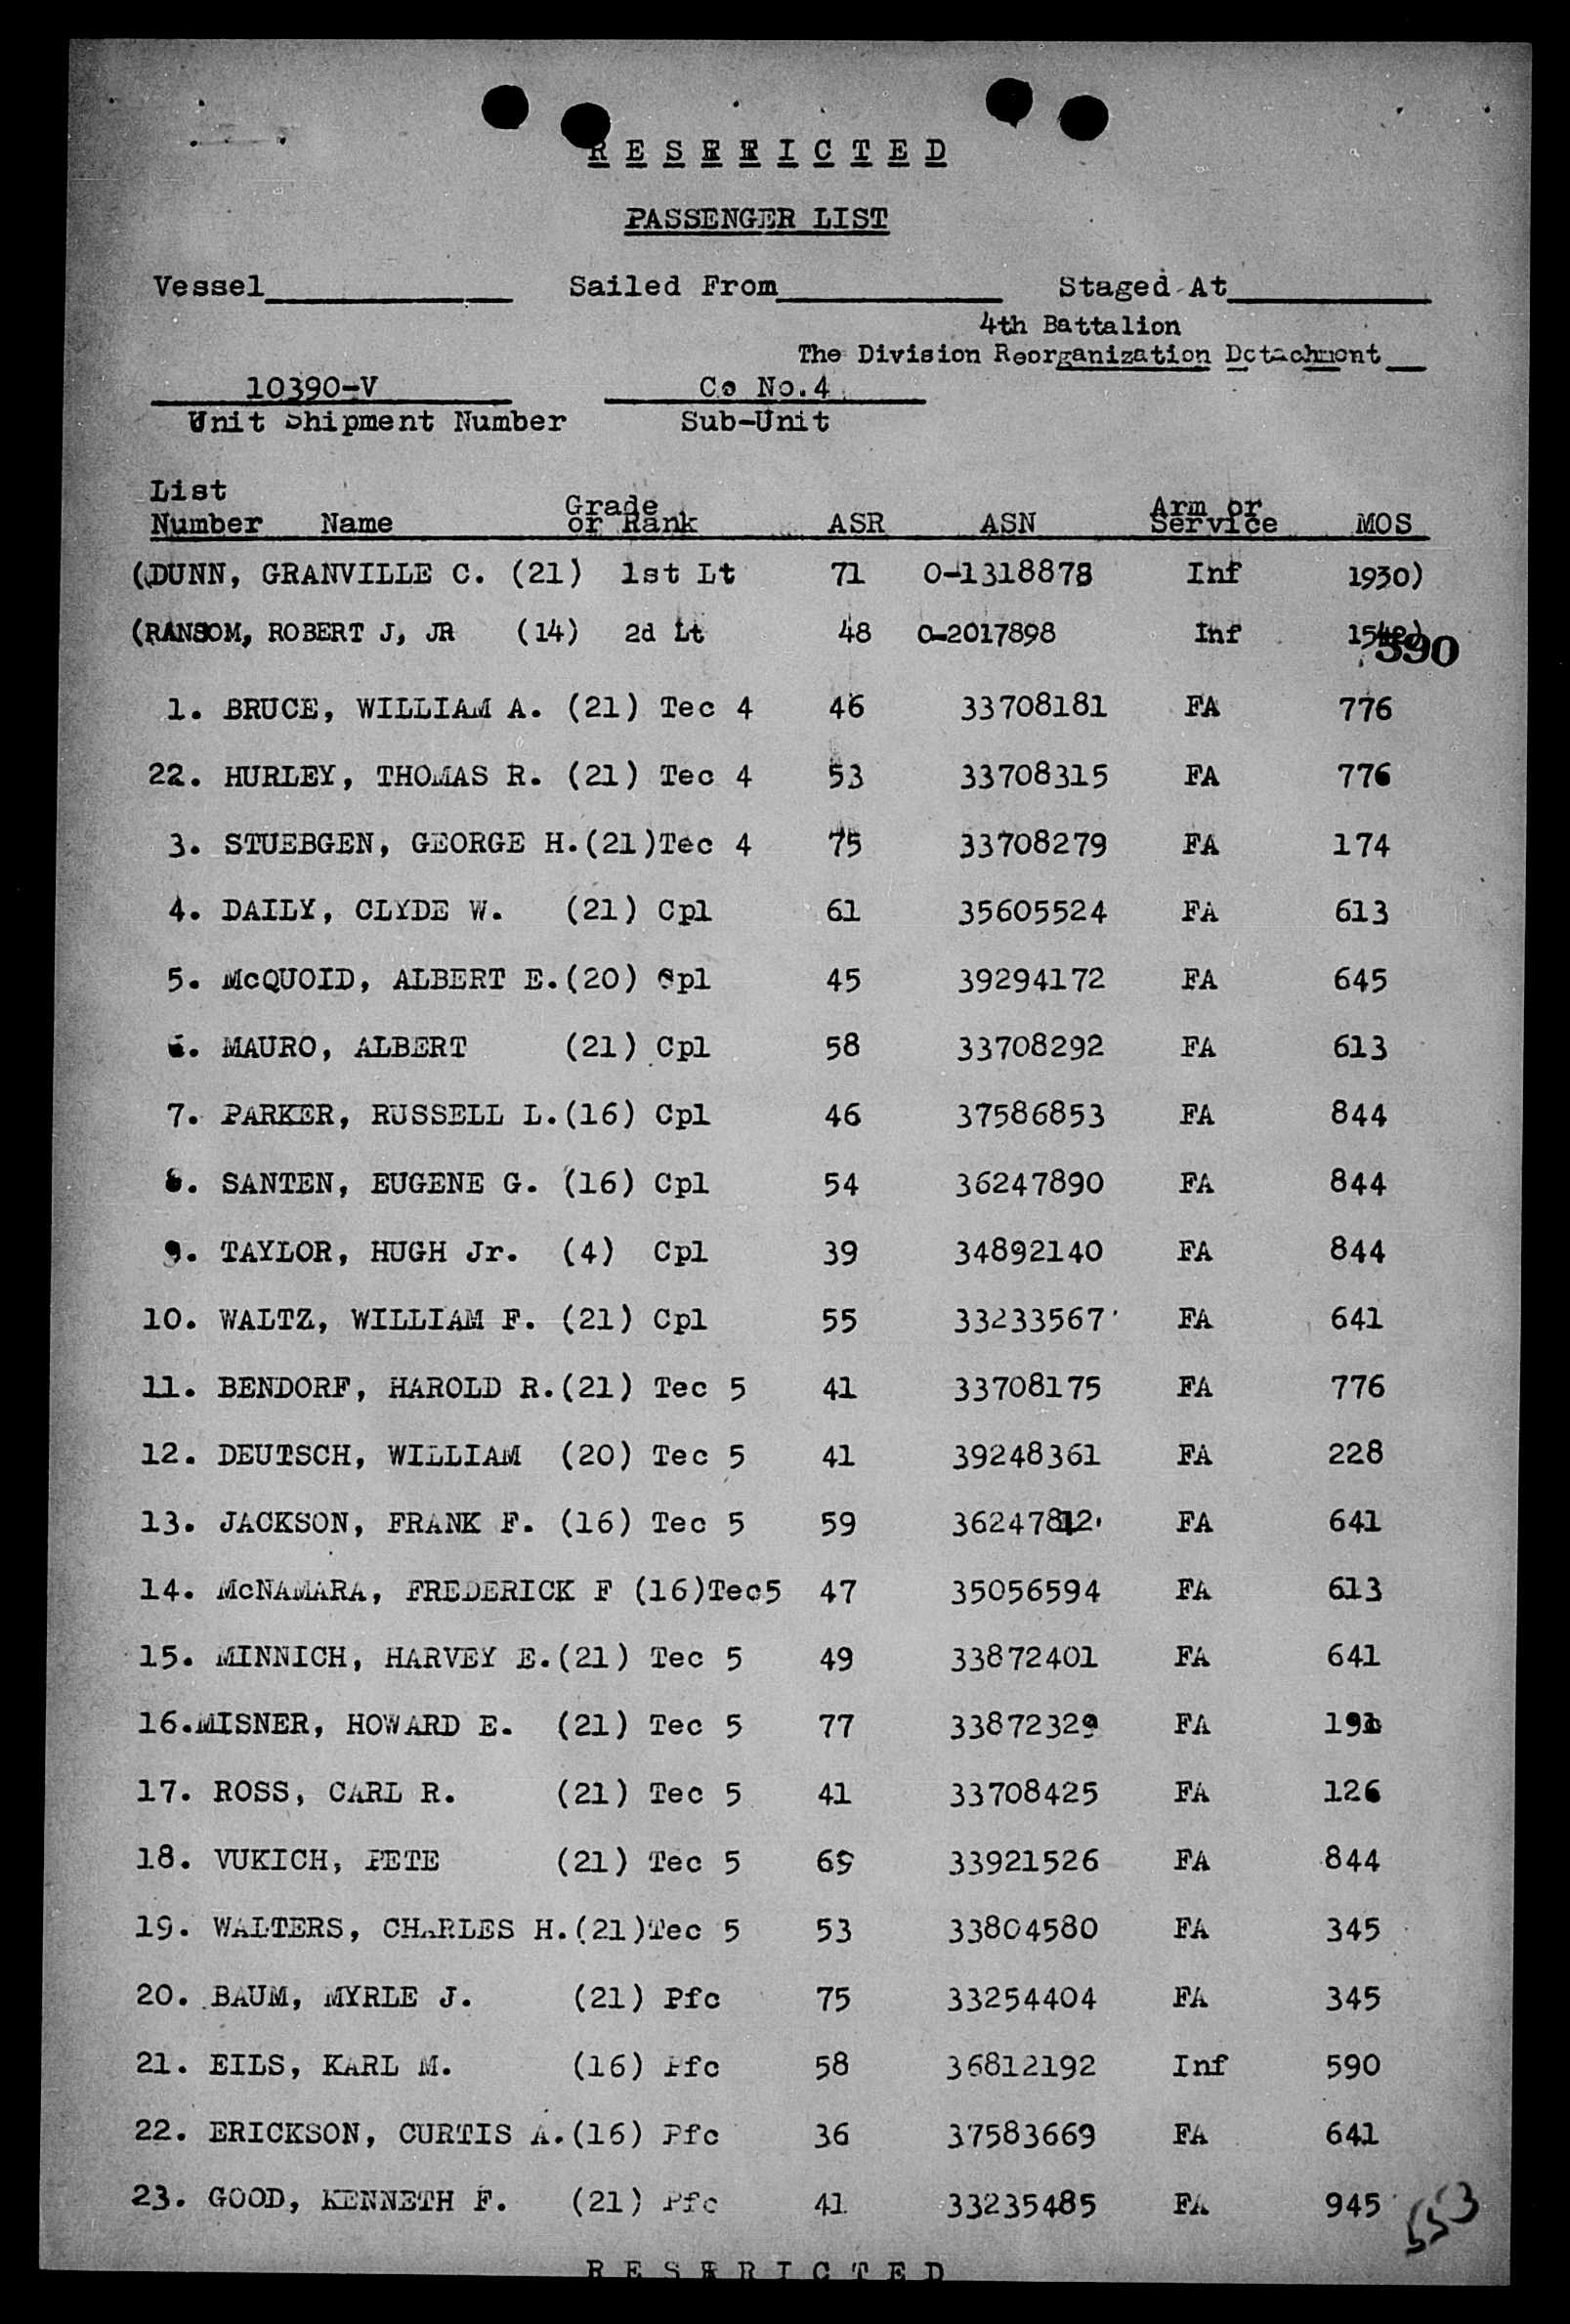 RESTRICTED
PASSENGER LIST
Vessel Sailed From Staged At
4th Battalion
The Division Reorganization Detachment
10390-V Co No.4
Unit Shipment Number Sub-Unit
List
Number Name Grade or Rank ASR ASN Arm or Service MOS
(DUNN, GRANVILLE C. (21) 1st Lt 71 O-1318878 Inf 1930)
(RANSOM, ROBERT J, JR (14) 2d Lt 48 O-2017898 Inf 1542)
390
1. BRUCE, WILLIAM A. (21) Tec 4 46 33708181 FA 776
22. HURLEY, THOMAS R. (21) Tec 4 53 33708315 FA 776
3. STUEBGEN, GEORGE H.(21)Tec 4 75 33708279 FA 174
4. DAILY, CLYDE W. (21) Cpl 61 35605524 FA 613
5. McQUOID, ALBERT E.(20) Cpl 45 39294172 FA 645
6. MAURO, ALBERT (21) Cpl 58 33708292 FA 613
7. PARKER, RUSSELL L.(16) Cpl 46 37586853 FA 844
8. SANTEN, EUGENE G. (16) Cpl 54 36247890 FA 844
9. TAYLOR, HUGH Jr. (4) Cpl 39 34892140 FA 844
10. WALTZ, WILLIAM F. (21) Cpl 55 33233567 FA 641
11. BENDORF, HAROLD R.(21) Tec 5 41 33708175 FA 776
12. DEUTSCH, WILLIAM (20) Tec 5 41 39248361 FA 228
13. JACKSON, FRANK F. (16) Tec 5 59 36247812 FA 641
14. McNAMARA, FREDERICK F (16)Tec5 47 35056594 FA 613
15. MINNICH, HARVEY E.(21) Tec 5 49 33872401 FA 641
16.MISNER, HOWARD E. (21) Tec 5 77 33872329 FA
17. ROSS, CARL R. (21) Tec 5 41 33708425 FA 126
18. VUKICH, PETE (21) Tec 5 69 33921526 FA 844
19. WALTERS, CHARLES H.(21)Tec 5 53 33804580 FA 345
20. BAUM, MYRLE J. (21) Pfc 75 33254404 FA 345
21. EILS, KARL M. (16) Pfc 58 36812192 Inf 590
22. ERICKSON, CURTIS A.(16) Pfc 36 37583669 FA 641
23. GOOD, KENNETH F. (21) Pfc 41 33235485 FA 945
553
RESTRICTED